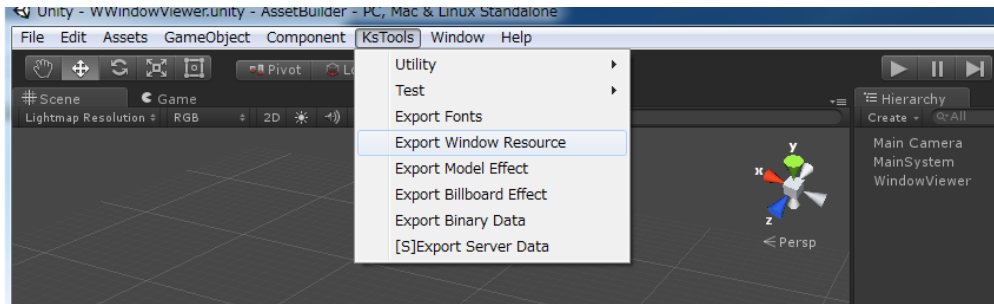 Unity - WWindowViewer.unity - AssetBuilder - PC, Mac & Linux Standalone
File Edit Assets GameObject Component KsTools Window Help
Pivot
Utility
Test
Export Fonts
Export Window Resource
Export Model Effect
Export Billboard Effect
Export Binary Data
[S]Export Server Data
#Scene Game
Lightmap Resolution RGB 2D
y
x
z
Persp
Hierarchy
Create All
Main Camera
MainSystem
WindowViewer